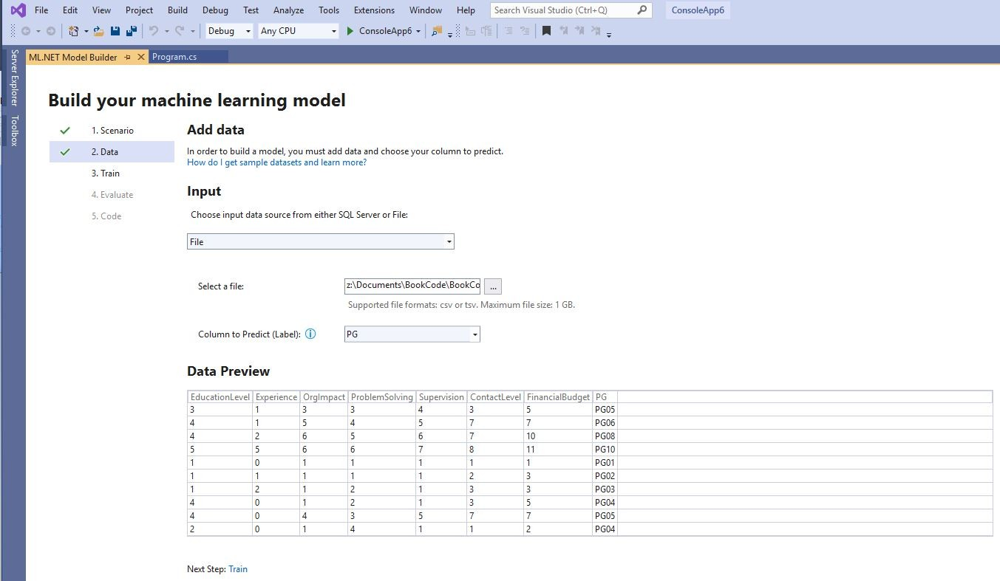 File Edit View Project Build Debug Test Analyze Tools Extensions Window Help Search Visual Studio (Ctrl+Q) ConsoleApp6
Debug Any CPU ConsoleApp6
Server Explorer
Toolbox
ML.NET Model Builder Program.cs
Build your machine learning model
1. Scenario
2. Data
3. Train
4. Evaluate
5. Code
Add data
In order to build a model, you must add data and choose your column to predict.
How do I get sample datasets and learn more?
Input
Choose input data source from either SQL Server or File:
File
Select a file: z:\Documents\BookCode\BookCo ...
Supported file formats: csv or tsv. Maximum file size: 1 GB.
Column to Predict (Label): PG
Data Preview
EducationLevel Experience OrgImpact ProblemSolving Supervision ContactLevel FinancialBudget PG
3 1 3 3 4 3 5 PG05
4 1 5 4 5 7 7 PG06
4 2 6 5 6 7 10 PG08
5 5 6 6 7 8 11 PG10
1 0 1 1 1 1 1 PG01
1 1 1 1 1 2 3 PG02
1 2 1 2 1 3 3 PG03
4 0 1 2 1 3 5 PG04
4 0 4 3 5 7 7 PG05
2 0 1 4 1 1 2 PG04
Next Step: Train